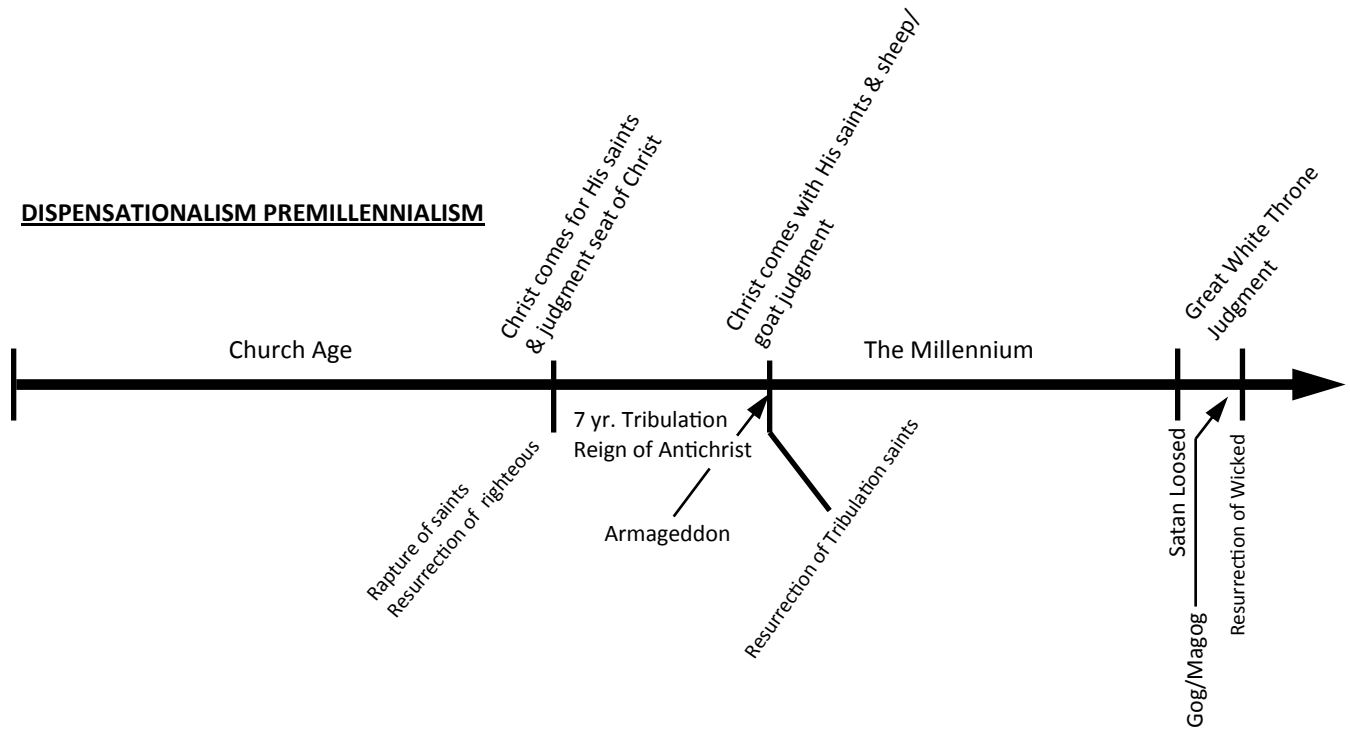 DISPENSATIONALISM PREMILLENNIALISM
Church Age
Christ comes for His saints
& judgment seat of Christ
Rapture of saints
Resurrection of righteous
7 yr. Tribulation
Reign of Antichrist
Armageddon
Christ comes with His saints & sheep/
goat judgment
Resurrection of Tribulation saints
The Millennium
Satan Loosed
Gog/Magog
Great White Throne
Judgment
Resurrection of Wicked